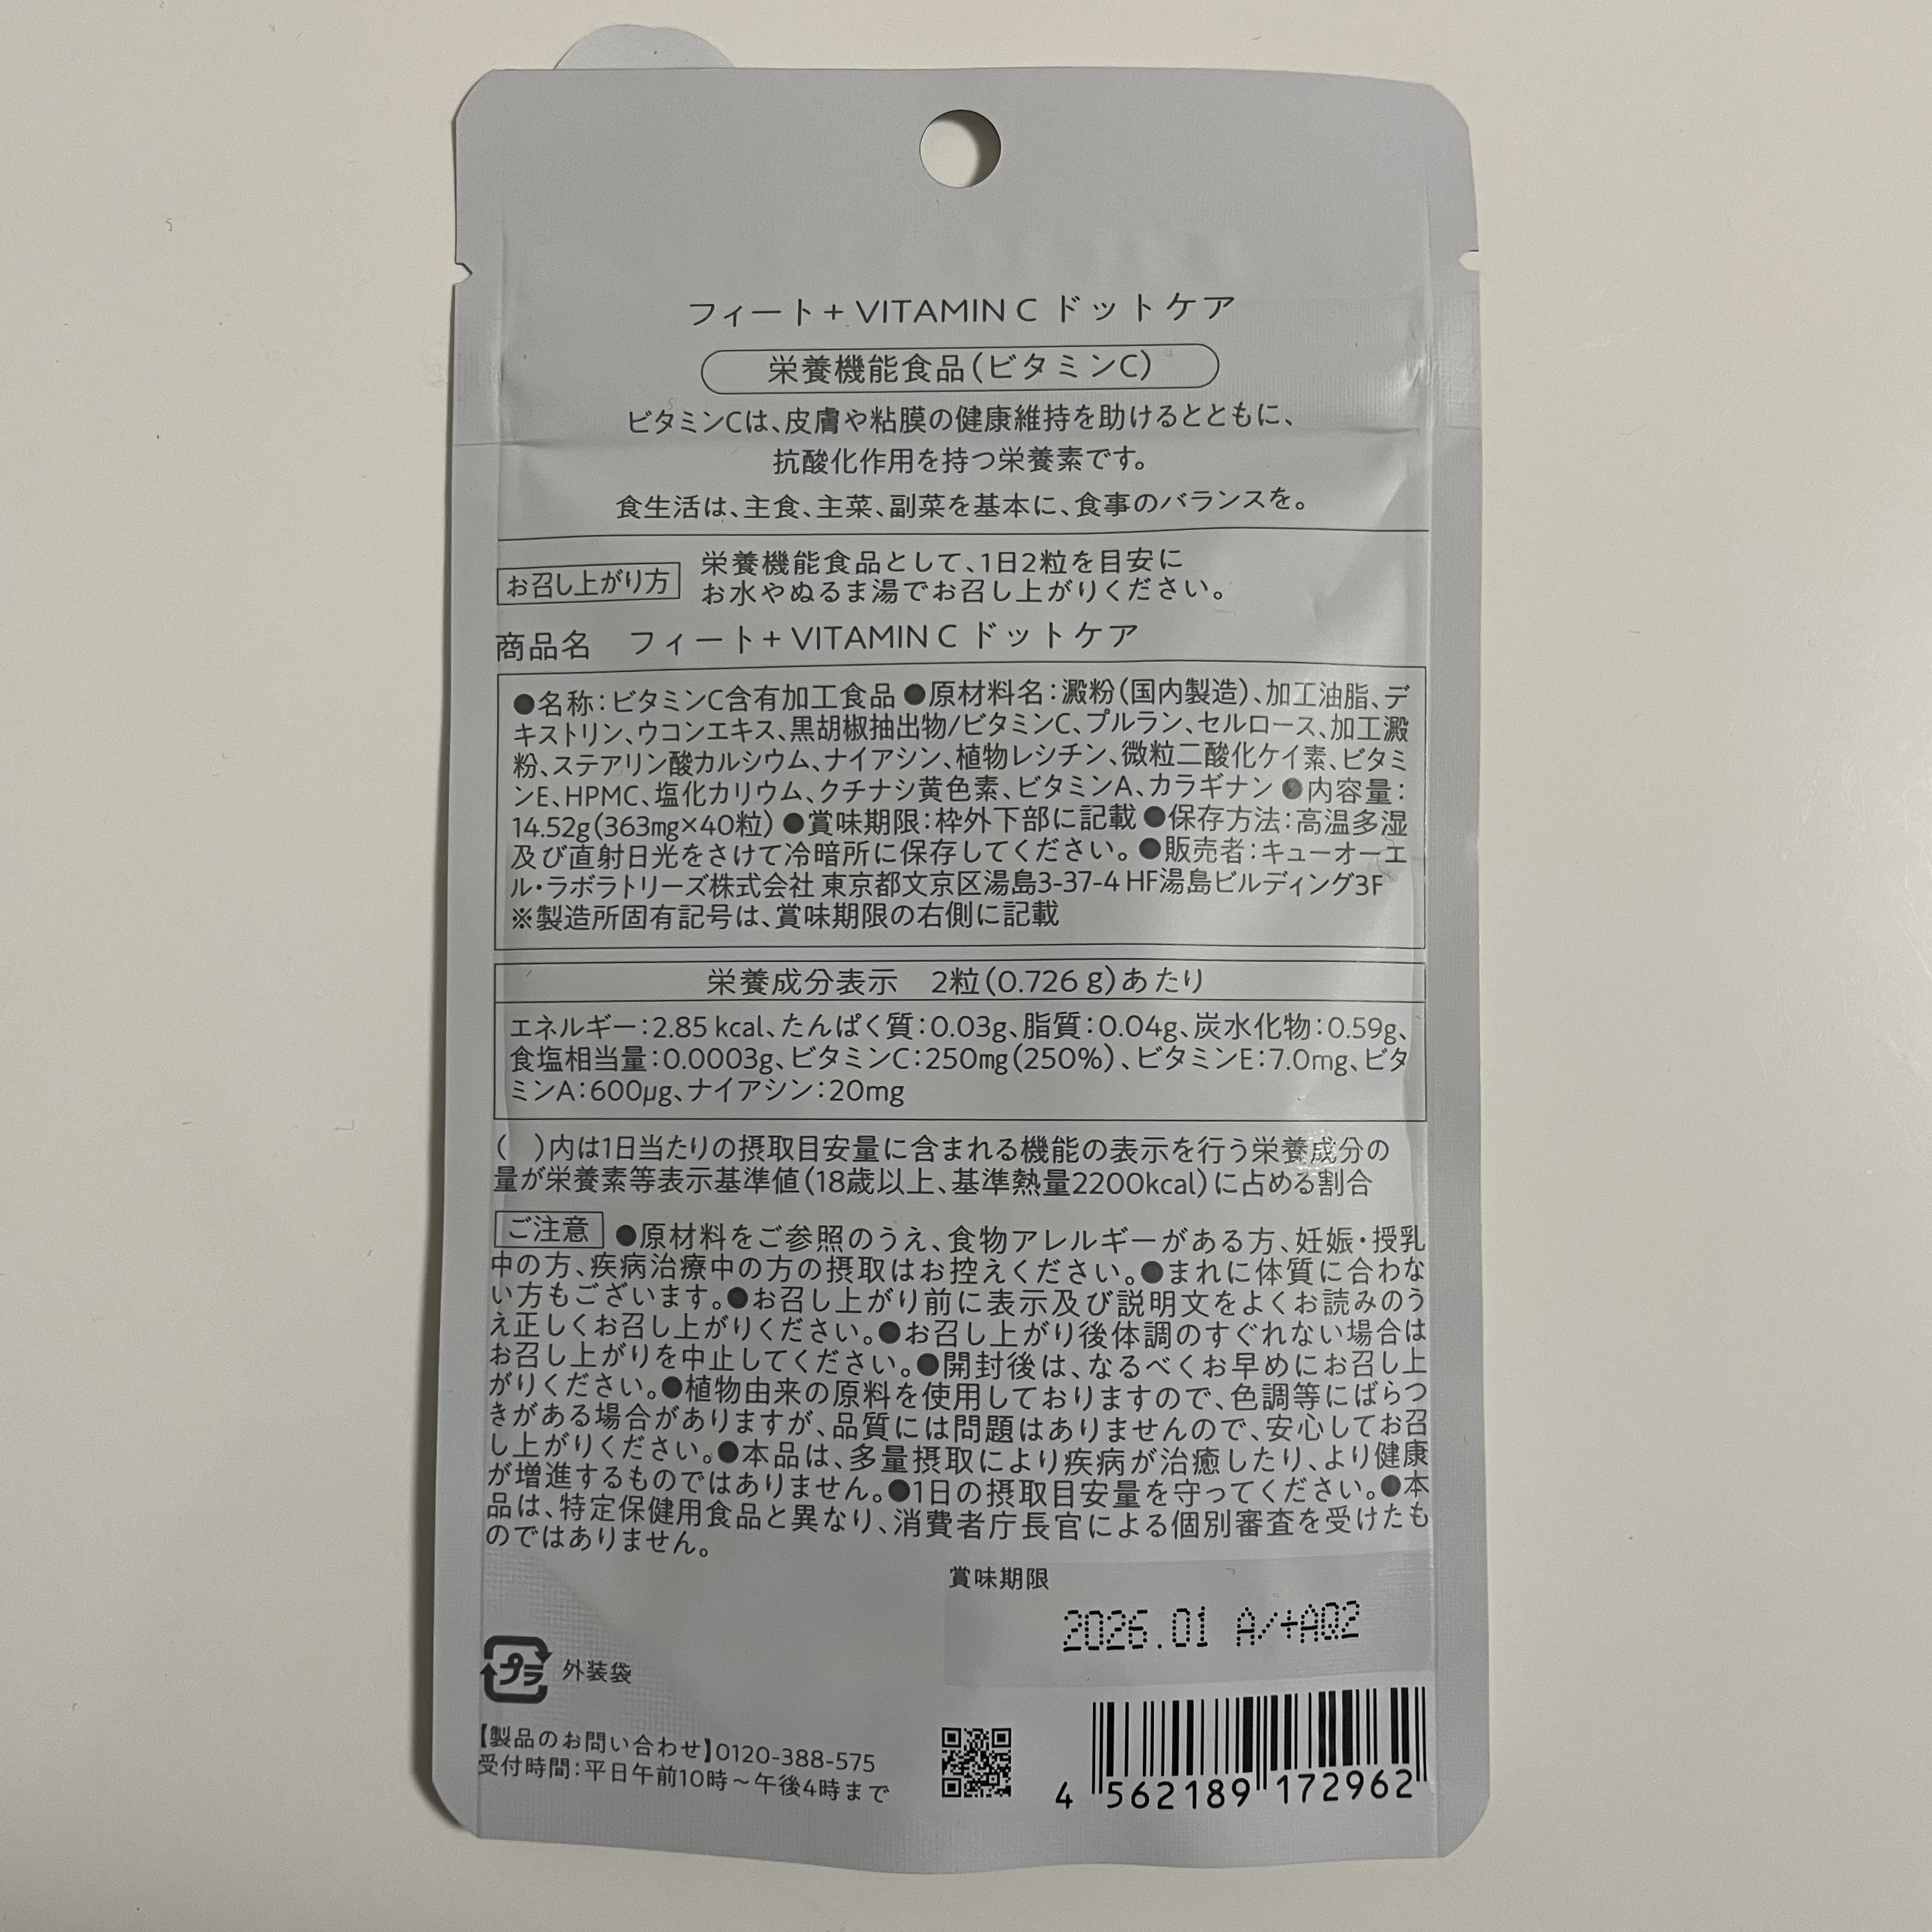 フィート+ VITAMIN C ドットケア
栄養機能食品(ビタミンC)
ビタミンCは、皮膚や粘膜の健康維持を助けるとともに、
抗酸化作用を持つ栄養素です。
食生活は、主食、主菜、副菜を基本に、食事のバランスを。
お召し上がり方
栄養機能食品として、1日2粒を目安に
お水やぬるま湯でお召し上がりください。
商品名　フィート+ VITAMIN C ドットケア
●名称：ビタミンC含有加工食品 ●原材料名：澱粉(国内製造)、加工油脂、デ
キストリン、ウコンエキス、黒胡椒抽出物/ビタミンC、プルラン、セルロース、加工澱
粉、ステアリン酸カルシウム、ナイアシン、植物レシチン、微粒二酸化ケイ素、ビタミ
ンE、HPMC、塩化カリウム、クチナシ黄色素、ビタミンA、カラギナン ●内容量：
14.52g(363mg×40粒) ●賞味期限：枠外下部に記載 ●保存方法：高温多湿
及び直射日光をさけて冷暗所に保存してください。●販売者：キューオーエ
ル・ラボラトリーズ株式会社 東京都文京区湯島3-37-4 HF湯島ビルディング3F
※製造所固有記号は、賞味期限の右側に記載
栄養成分表示　2粒(0.726 g)あたり
エネルギー：2.85 kcal、たんぱく質：0.03g、脂質：0.04g、炭水化物：0.59g、
食塩相当量：0.0003g、ビタミンC：250mg(250%)、ビタミンE：7.0mg、ビタ
ミンA：600μg、ナイアシン：20mg
(　)内は1日当たりの摂取目安量に含まれる機能の表示を行う栄養成分の
量が栄養素等表示基準値(18歳以上、基準熱量2200kcal)に占める割合
ご注意 ●原材料をご参照のうえ、食物アレルギーがある方、妊娠・授乳
中の方、疾病治療中の方の摂取はお控えください。●まれに体質に合わな
い方もございます。●お召し上がり前に表示及び説明文をよくお読みのう
え正しくお召し上がりください。●お召し上がり後体調のすぐれない場合は
お召し上がりを中止してください。●開封後は、なるべくお早めにお召し上
がりください。●植物由来の原料を使用しておりますので、色調等にばらつ
きがある場合がありますが、品質には問題はありませんので、安心してお召
し上がりください。●本品は、多量摂取により疾病が治癒したり、より健康
が増進するものではありません。●1日の摂取目安量を守ってください。●本
品は、特定保健用食品と異なり、消費者庁長官による個別審査を受けたも
のではありません。
賞味期限
2026.01 A/+AQ2
プラ 外装袋
【製品のお問い合わせ】0120-388-575
受付時間：平日午前10時～午後4時まで
4 562189 172962